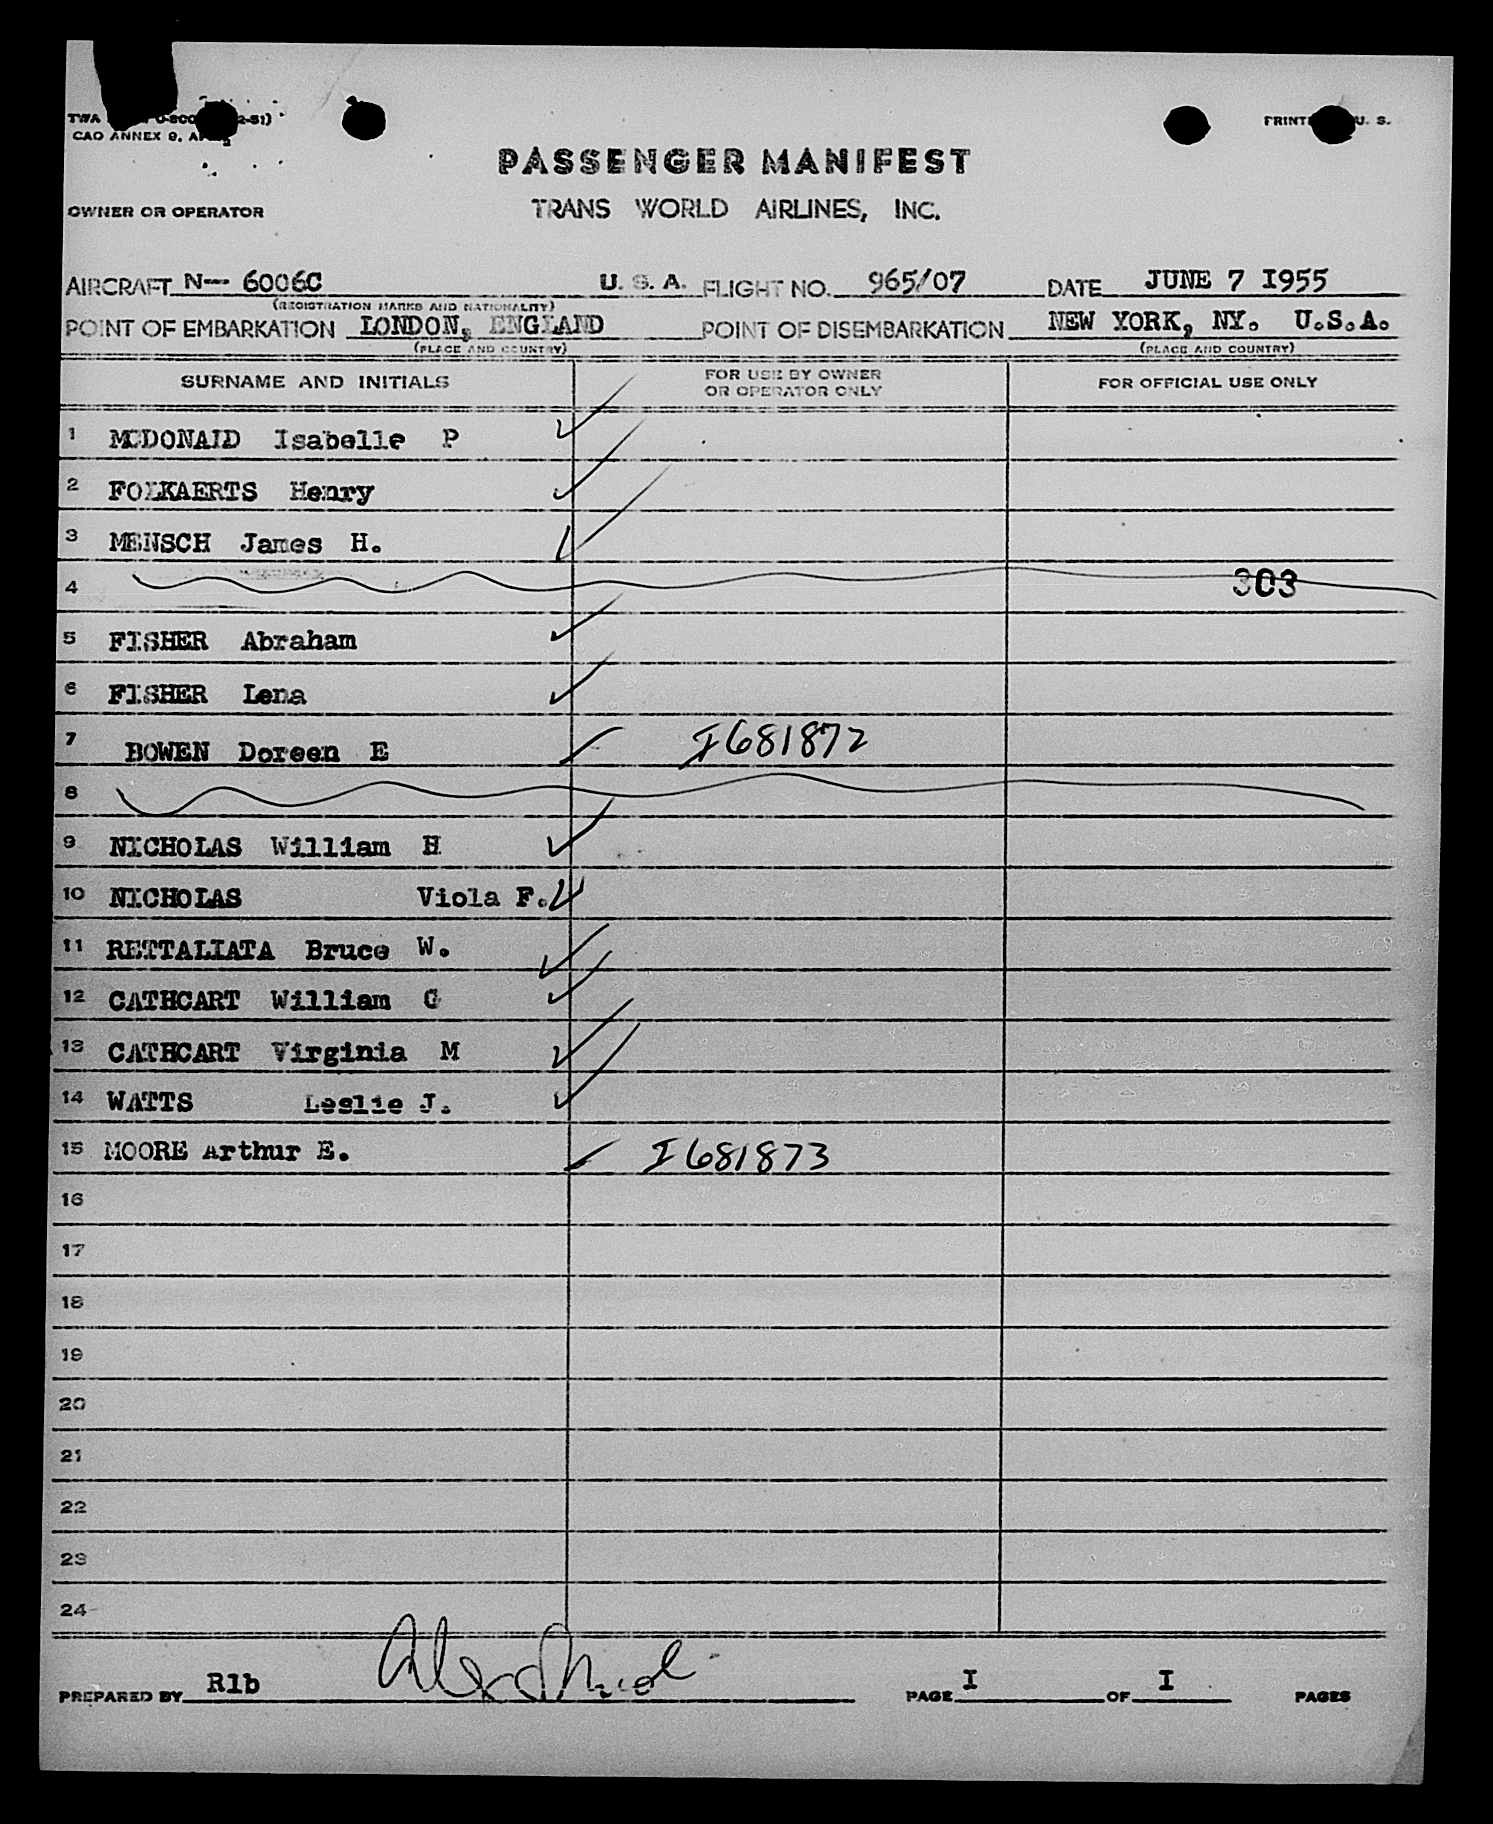 TWA
CAO ANNEX 9,
PRINT U. S.
PASSENGER MANIFEST
OWNER OR OPERATOR TRANS WORLD AIRLINES, INC.
AIRCRAFT N-- 6006C U. S. A. FLIGHT NO. 965/07 DATE JUNE 7 I955
(REGISTRATION MARKS AND NATIONALITY)
POINT OF EMBARKATION LONDON, ENGLAND POINT OF DISEMBARKATION NEW YORK, NY. U.S.A.
(PLACE AND COUNTRY) (PLACE AND COUNTRY)
SURNAME AND INITIALS FOR USE BY OWNER OR OPERATOR ONLY FOR OFFICIAL USE ONLY
1 MCDONALD Isabelle P
2 FOLKAERTS Henry
3 MENSCH James H.
4 303
5 FISHER Abraham
6 FISHER Lena
7 BOWEN Doreen E I681872
8
9 NICHOLAS William H
10 NICHOLAS Viola F.
11 RETTALIATA Bruce W.
12 CATHCART William G
13 CATHCART Virginia M
14 WATTS Leslie J.
15 MOORE Arthur E. I681873
16
17
18
19
20
21
22
23
24
PREPARED BY Rlb PAGE I OF I PAGES